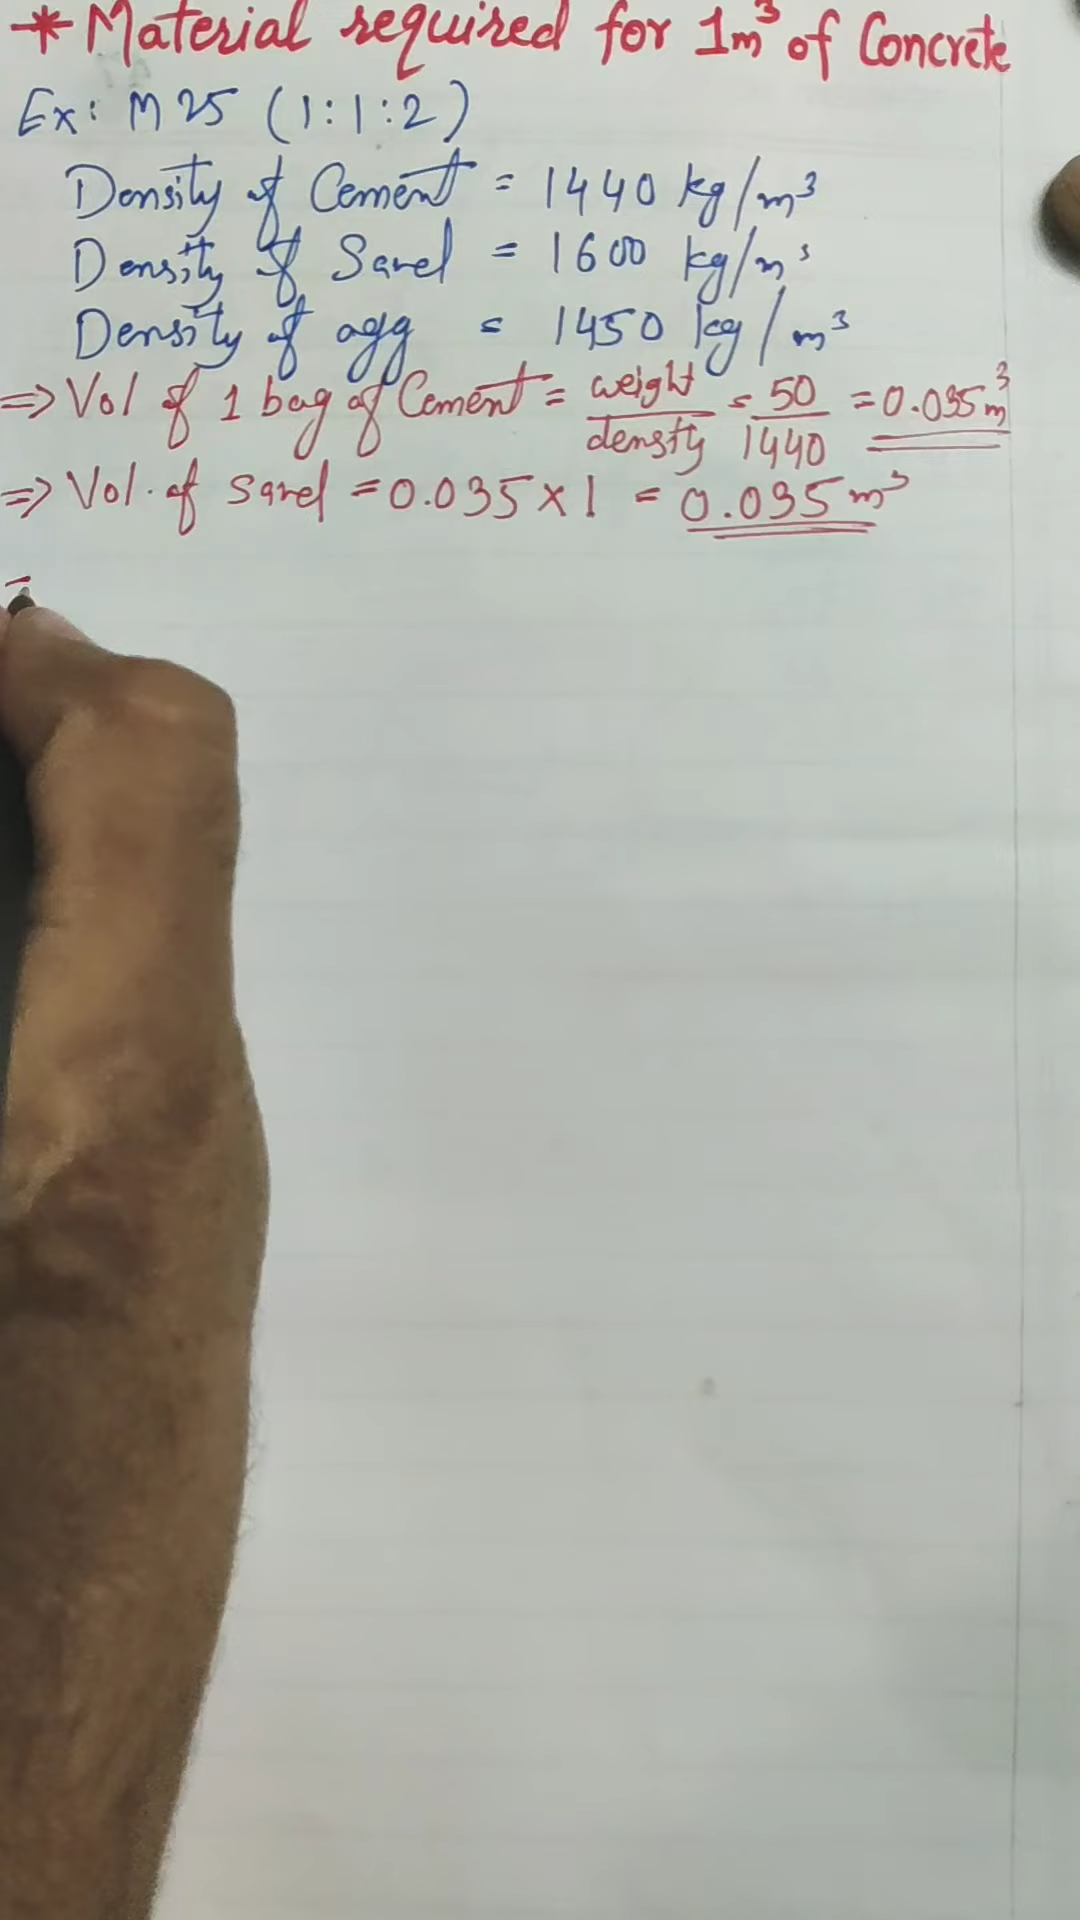 * Material required for 1m³ of Concrete
Ex: M25 (1:1:2)
Density of Cement = 1440 kg/m³
Density of Sand = 1600 kg/m³
Density of agg = 1450 kg/m³
=> Vol of 1 bag of Cement = weight/density = 50/1440 = 0.035m³
=> Vol. of Sand = 0.035 x 1 = 0.035 m³